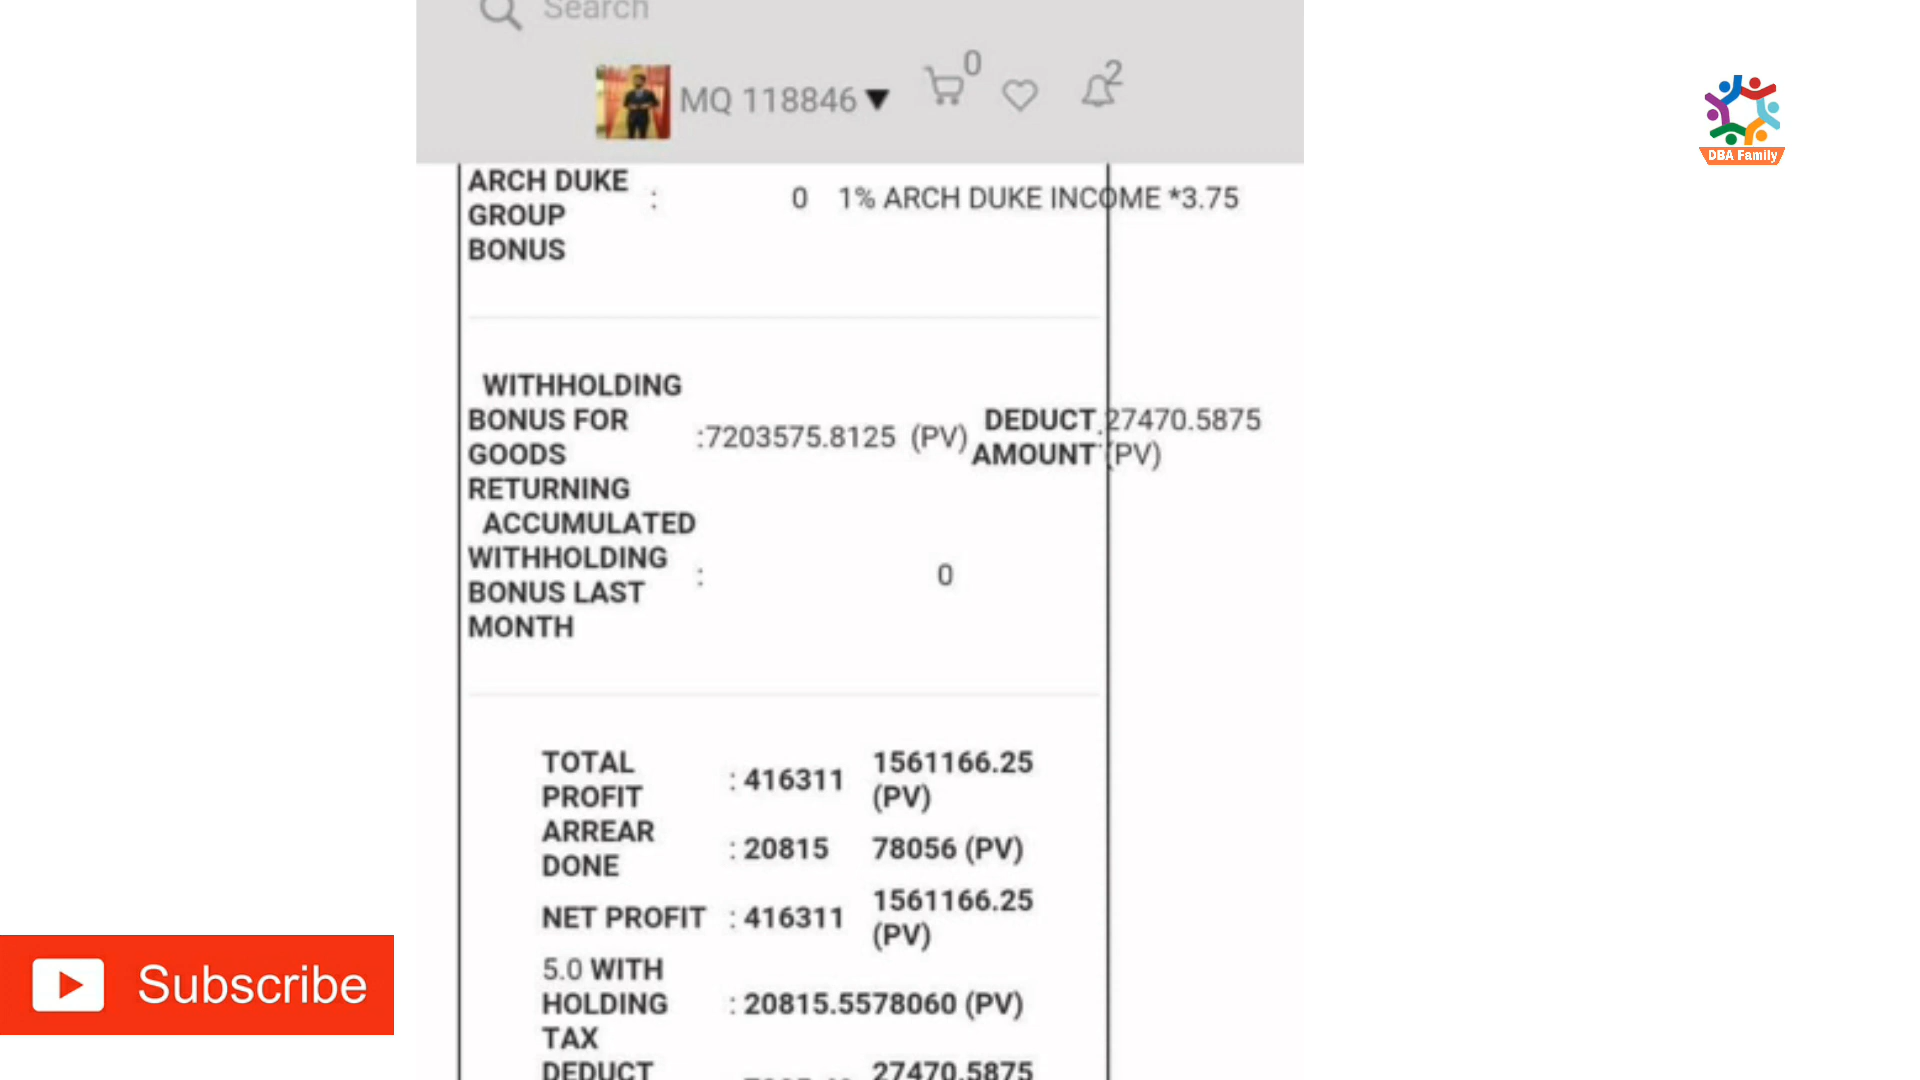 Search
MQ 118846 ▼ 0 2
DBA Family
ARCH DUKE
GROUP
BONUS
: 0 1% ARCH DUKE INCOME *3.75
WITHHOLDING
BONUS FOR
GOODS
RETURNING
:7203575.8125 (PV)
DEDUCT
AMOUNT
:
27470.5875
(PV)
ACCUMULATED
WITHHOLDING
BONUS LAST
MONTH
: 0
TOTAL
PROFIT
: 416311
1561166.25
(PV)
ARREAR
DONE
: 20815 78056 (PV)
NET PROFIT : 416311
1561166.25
(PV)
5.0 WITH
HOLDING
TAX
: 20815.5578060 (PV)
DEDUCT
27470.5875
Subscribe